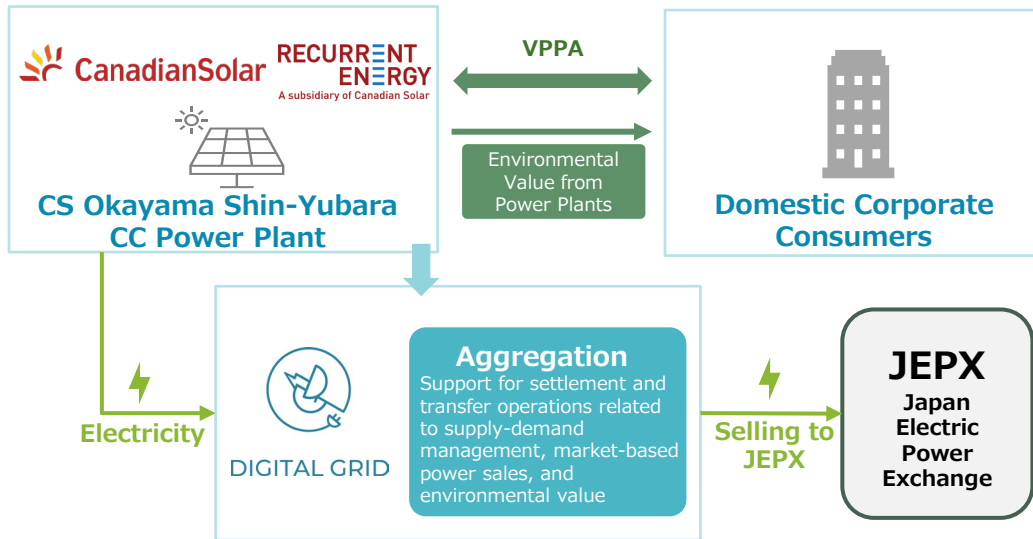 CanadianSolar
RECURRENT
ENERGY
A subsidiary of Canadian Solar
CS Okayama Shin-Yubara
CC Power Plant
VPPA
Environmental
Value from
Power Plants
Domestic Corporate
Consumers
Electricity
DIGITAL GRID
Aggregation
Support for settlement and
transfer operations related
to supply-demand
management, market-based
power sales, and
environmental value
Selling to
JEPX
JEPX
Japan
Electric
Power
Exchange